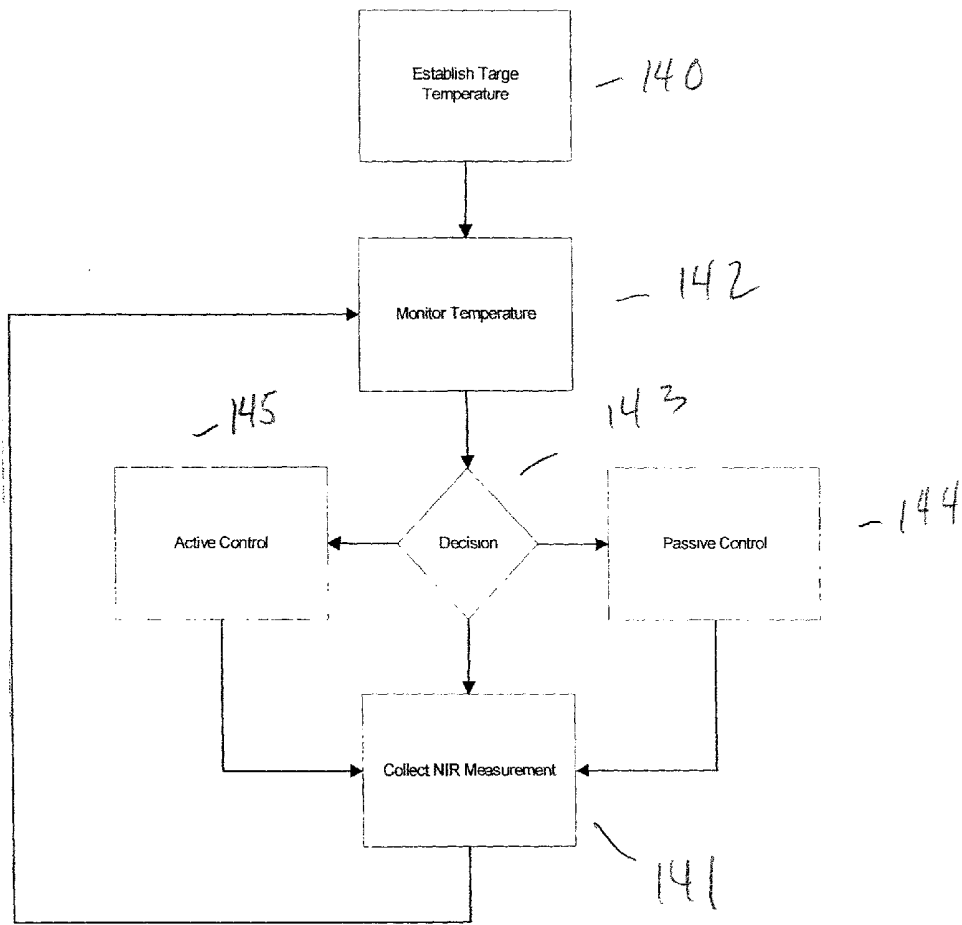 Establish Targe
Temperature
140
Monitor Temperature
142
145
143
Active Control
Decision
Passive Control
144
Collect NIR Measurement
141